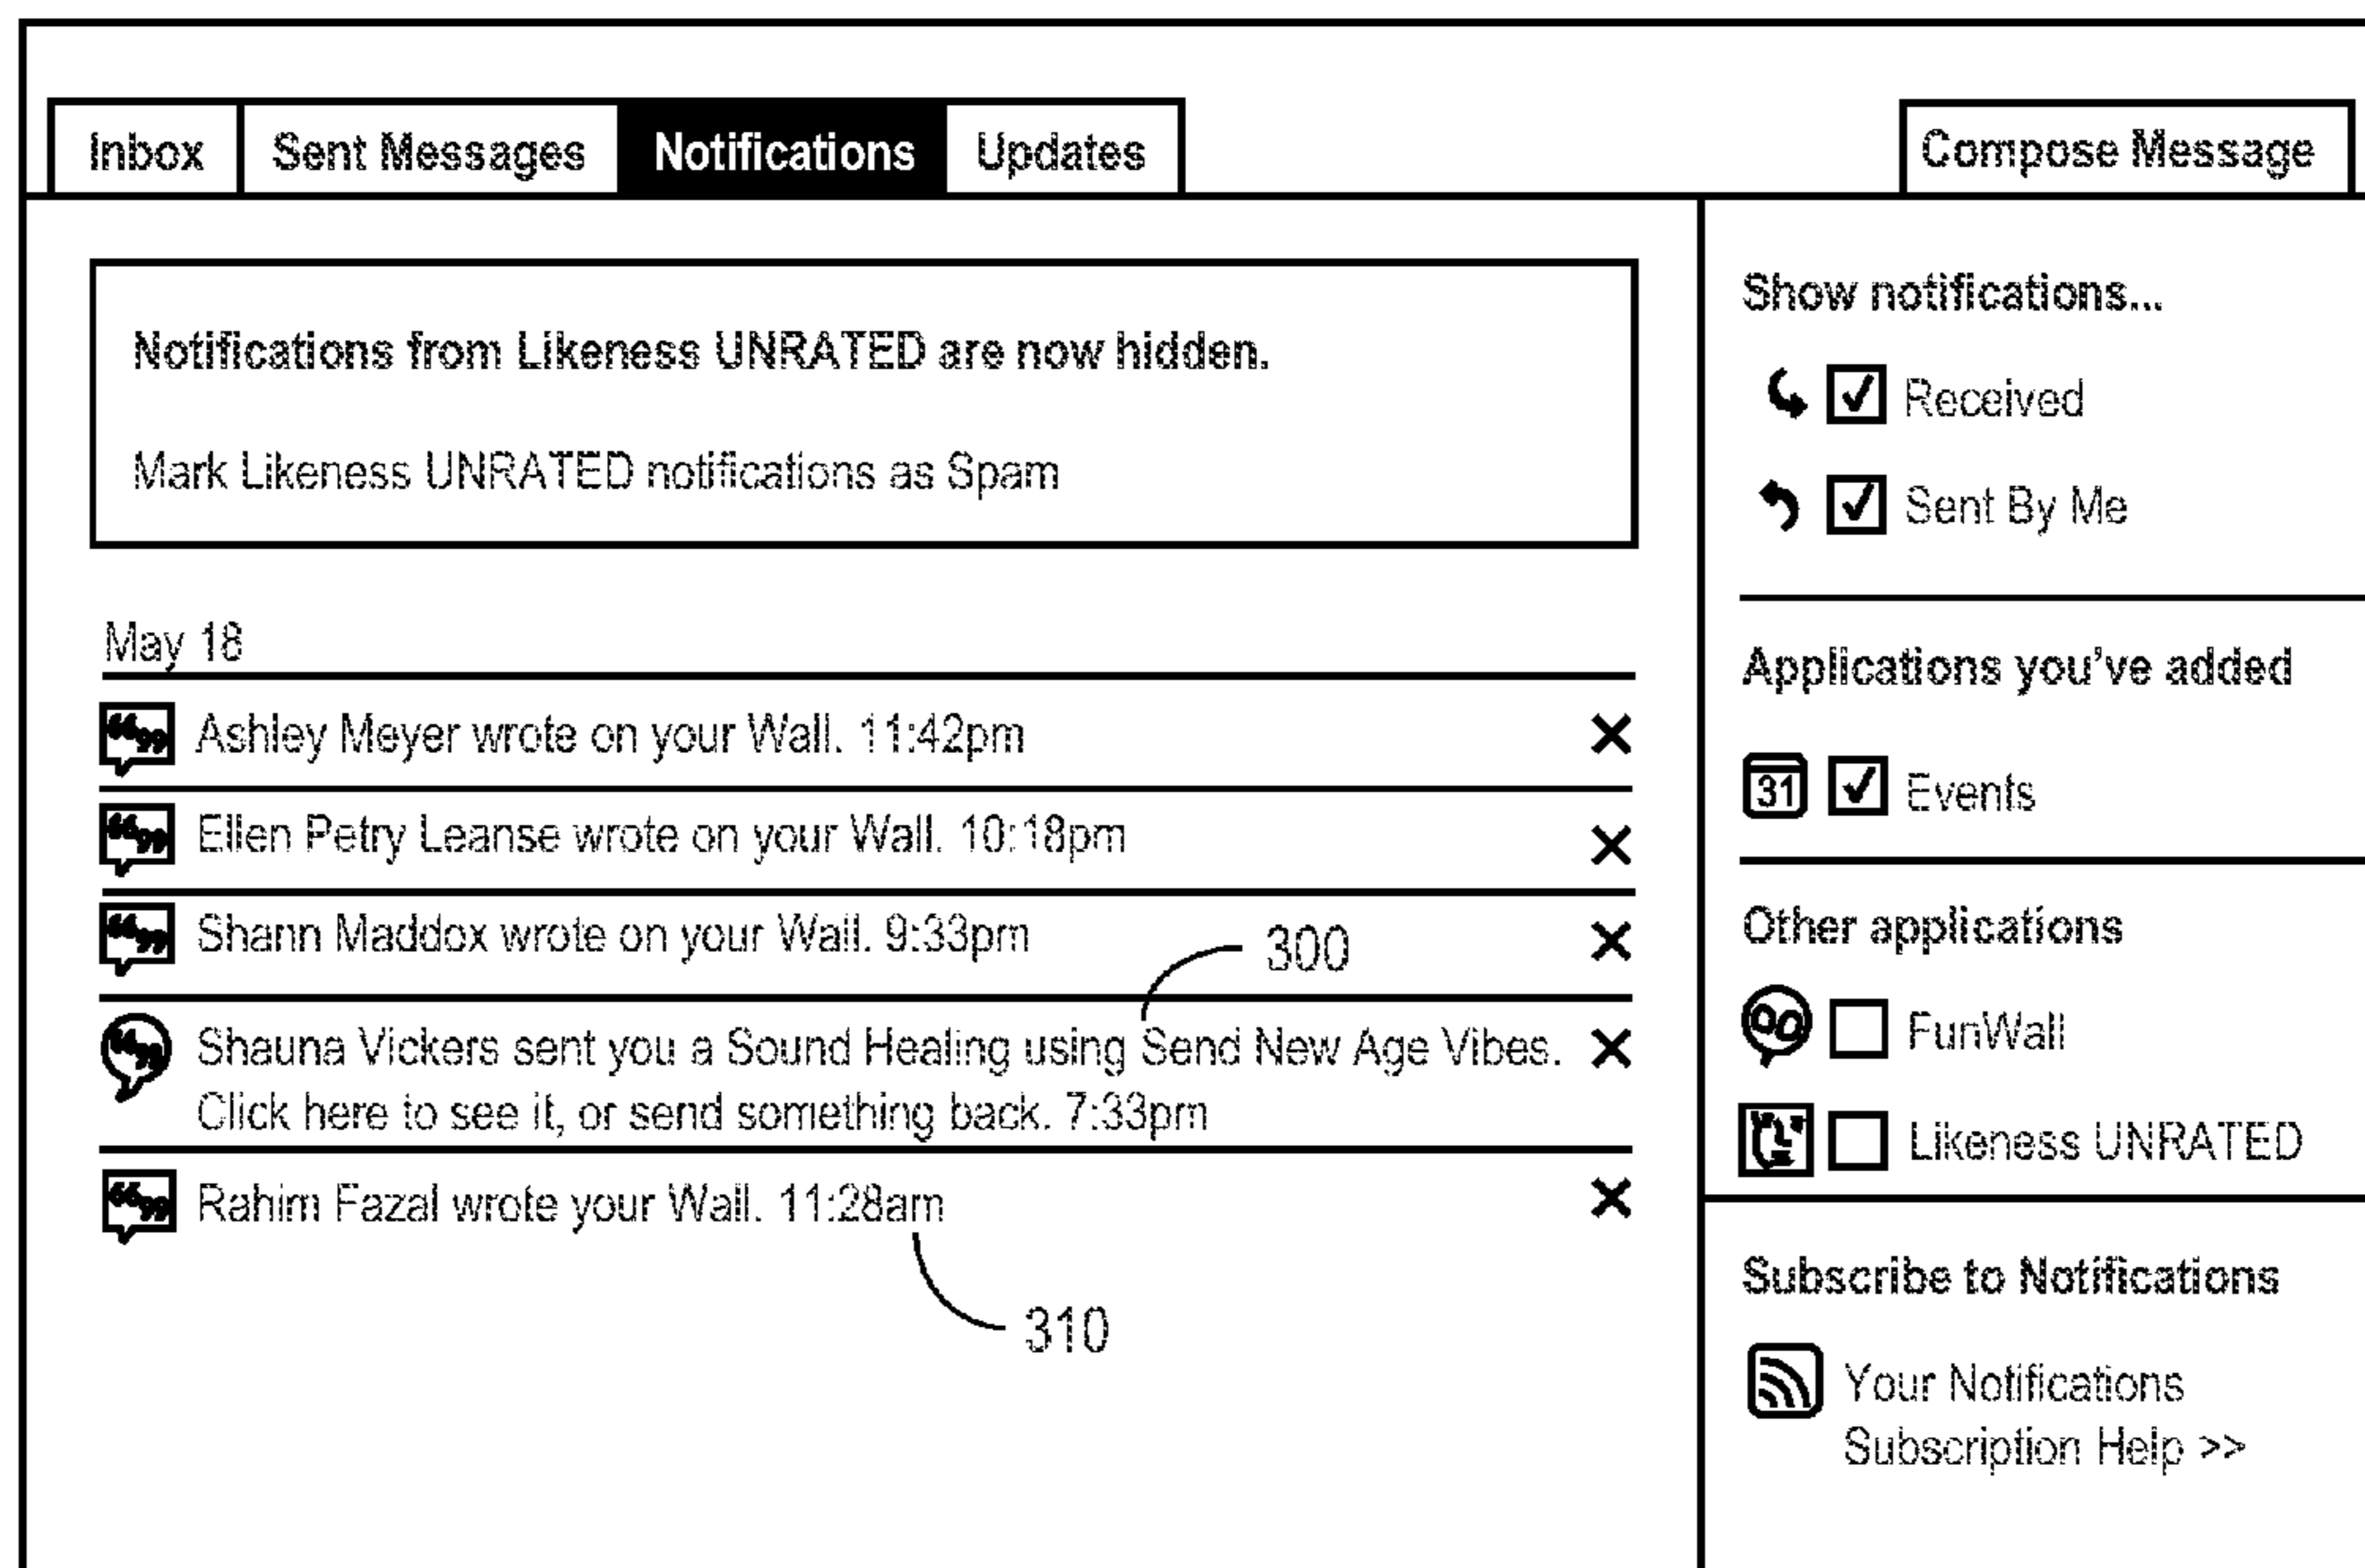 Inbox
Sent Messages
Notifications
Updates
Compose Message
Notifications from Likeness UNRATED are now hidden.
Mark Likeness UNRATED notifications as Spam
May 18
Ashley Meyer wrote on your Wall. 11:42pm
Ellen Petry Leanse wrote on your Wall. 10:18pm
Shann Maddox wrote on your Wall. 9:33pm
300
Shauna Vickers sent you a Sound Healing using Send New Age Vibes.
Click here to see it, or send something back. 7:33pm
Rahim Fazal wrote your Wall. 11:28am
310
Show notifications...
Received
Sent By Me
Applications you've added
31
Events
Other applications
FunWall
Likeness UNRATED
Subscribe to Notifications
Your Notifications
Subscription Help >>